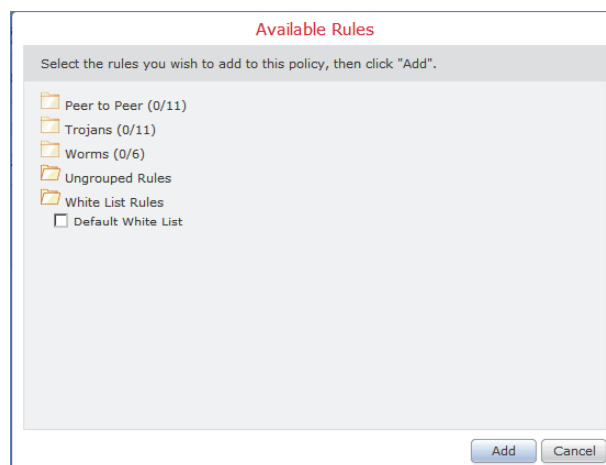 Available Rules
Select the rules you wish to add to this policy, then click "Add".
Peer to Peer (0/11)
Trojans (0/11)
Worms (0/6)
Ungrouped Rules
White List Rules
Default White List
Add Cancel